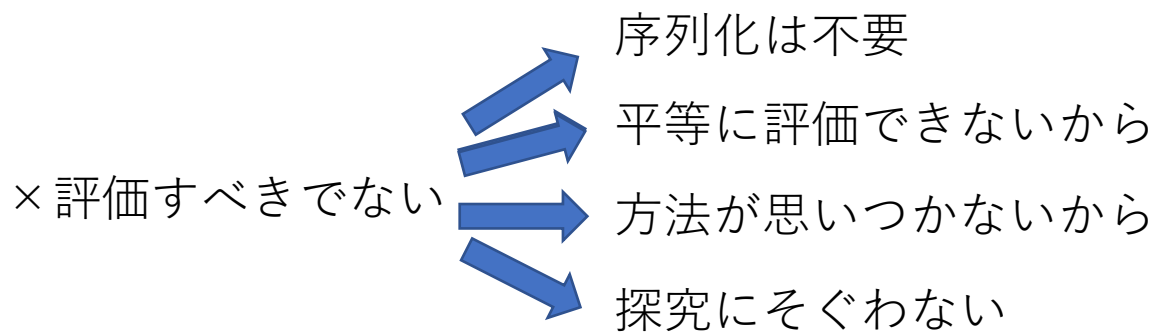 序列化は不要
平等に評価できないから
×評価すべきでない
方法が思いつかないから
探究にそぐわない